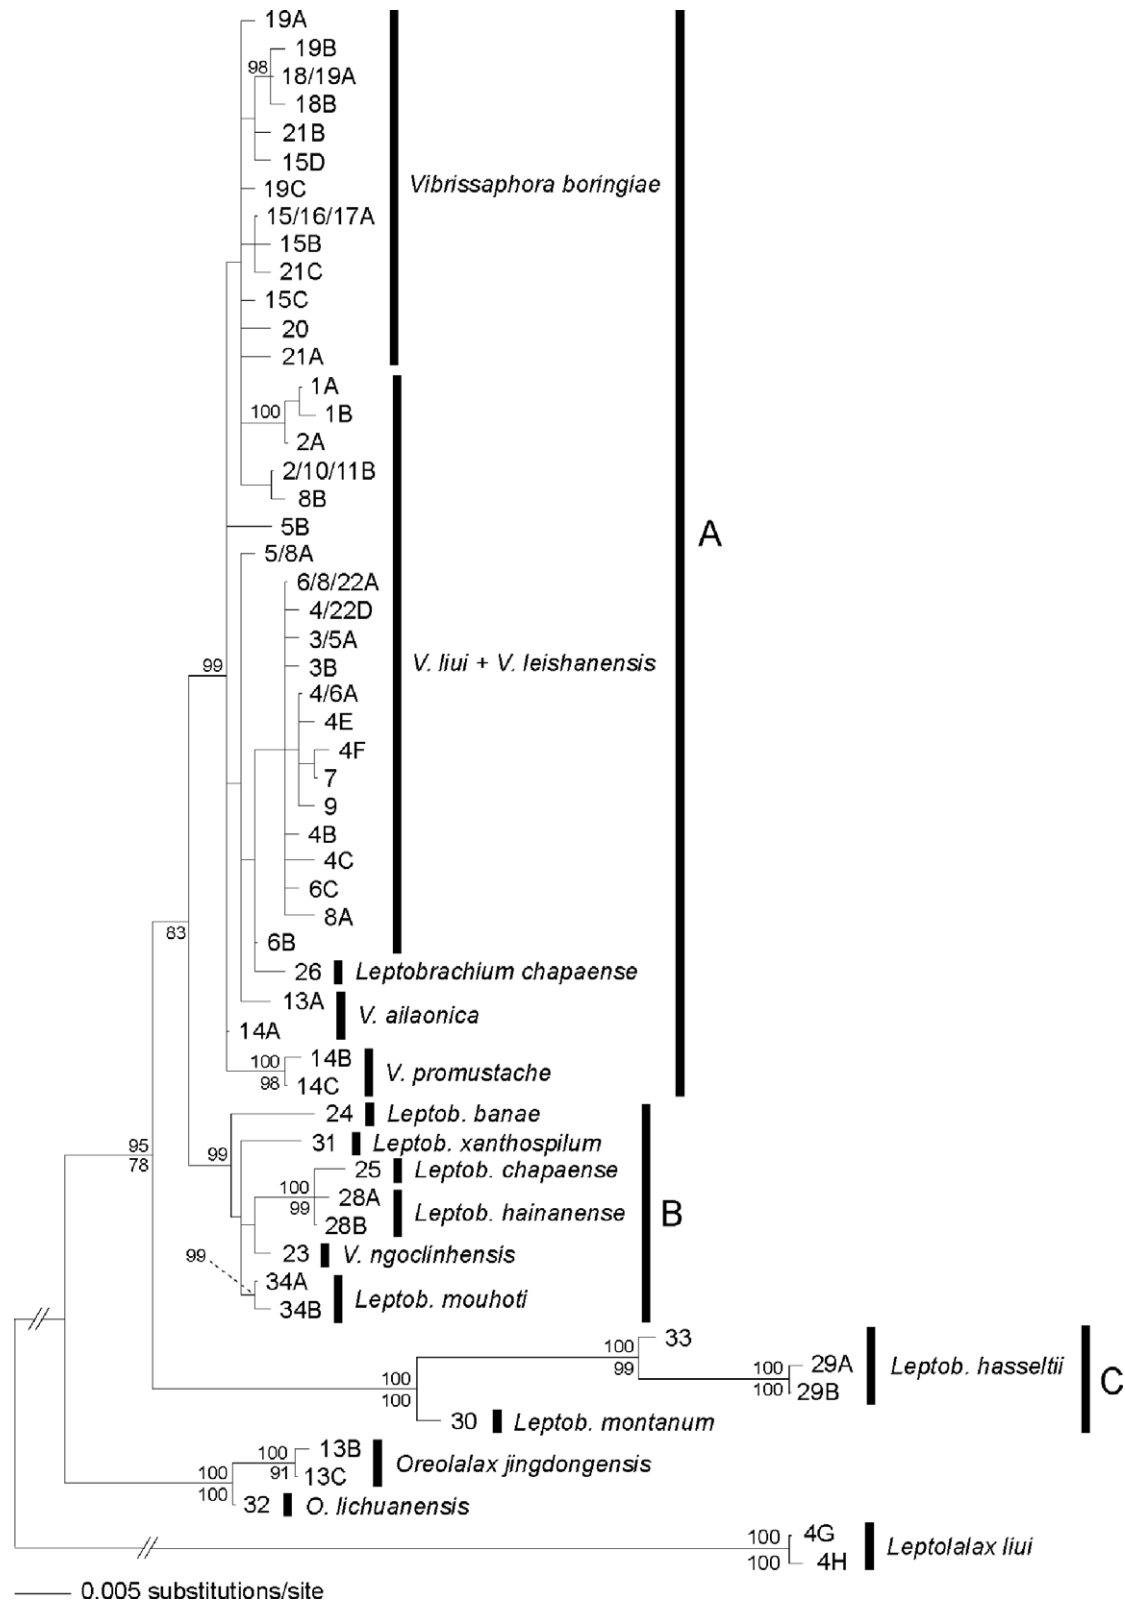 19A
19B
98
18/19A
18B
21B
15D
Vibrissaphora boringiae
19C
15/16/17A
15B
21C
15C
20
21A
1A
100
1B
2A
2/10/11B
8B
5B
A
5/8A
6/8/22A
4/22D
3/5A
99
3B
V. liui + V. leishanensis
4/6A
4E
4F
7
9
4B
4C
6C
8A
83
6B
26
Leptobrachium chapaense
13A
V. ailaonica
14A
100
14B
98
14C
V. promustache
24
Leptob. banae
95
78
99
31
Leptob. xanthospilum
25
Leptob. chapaense
100
99
28A
28B
Leptob. hainanense
B
23
V. ngoclinhensis
99
34A
34B
Leptob. mouhoti
33
100
99
100
100
29A
29B
Leptob. hasseltii
C
100
100
30
Leptob. montanum
100
91
13B
13C
Oreolalax jingdongensis
100
100
32
O. lichuanensis
100
100
4G
4H
Leptolalax liui
0.005 substitutions/site